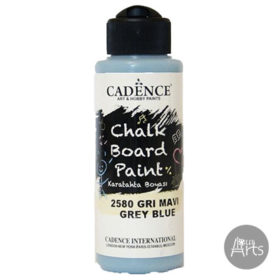 CADENCE
ART & HOBBY PAINTS
Chalk
Board
Paint
Karatahta Boyası
2580 GRI MAVI
GREY BLUE
CADENCE INTERNATIONAL
Arts